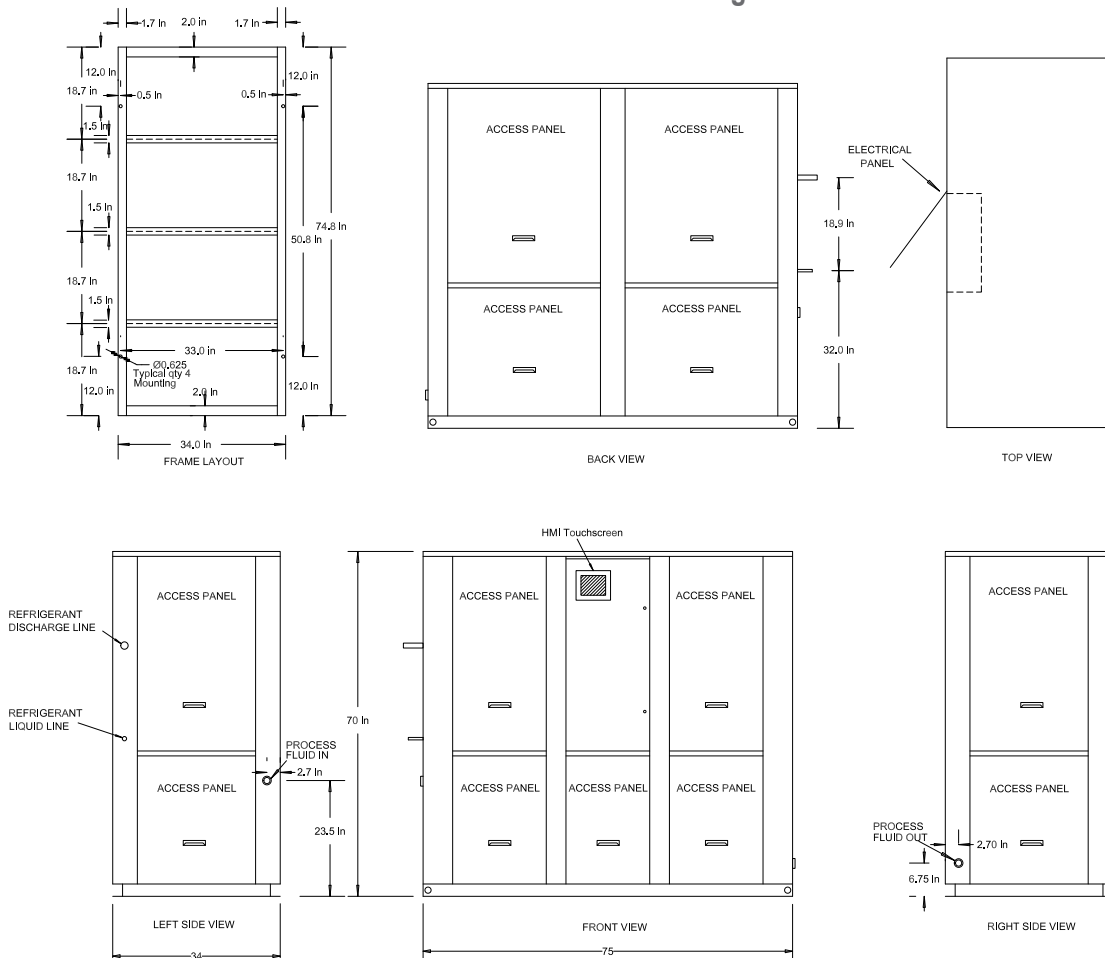 1.7 in
2.0 in
1.7 in
12.0 in
12.0 in
18.7 in
0.5 in
0.5 in
1.5 in
18.7 in
1.5 in
74.8 in
50.8 in
18.7 in
1.5 in
33.0 in
Ø0.625
Typical qty 4
Mounting
18.7 in
12.0 in
2.0 in
12.0 in
34.0 in
FRAME LAYOUT
ACCESS PANEL
ACCESS PANEL
ACCESS PANEL
ACCESS PANEL
18.9 in
32.0 in
BACK VIEW
ELECTRICAL
PANEL
TOP VIEW
REFRIGERANT
DISCHARGE LINE
REFRIGERANT
LIQUID LINE
ACCESS PANEL
ACCESS PANEL
PROCESS
FLUID IN
2.7 in
23.5 in
LEFT SIDE VIEW
34
HMI Touchscreen
70 in
ACCESS PANEL
ACCESS PANEL
ACCESS PANEL
ACCESS PANEL
ACCESS PANEL
FRONT VIEW
75
ACCESS PANEL
ACCESS PANEL
PROCESS
FLUID OUT
2.70 in
6.75 in
RIGHT SIDE VIEW